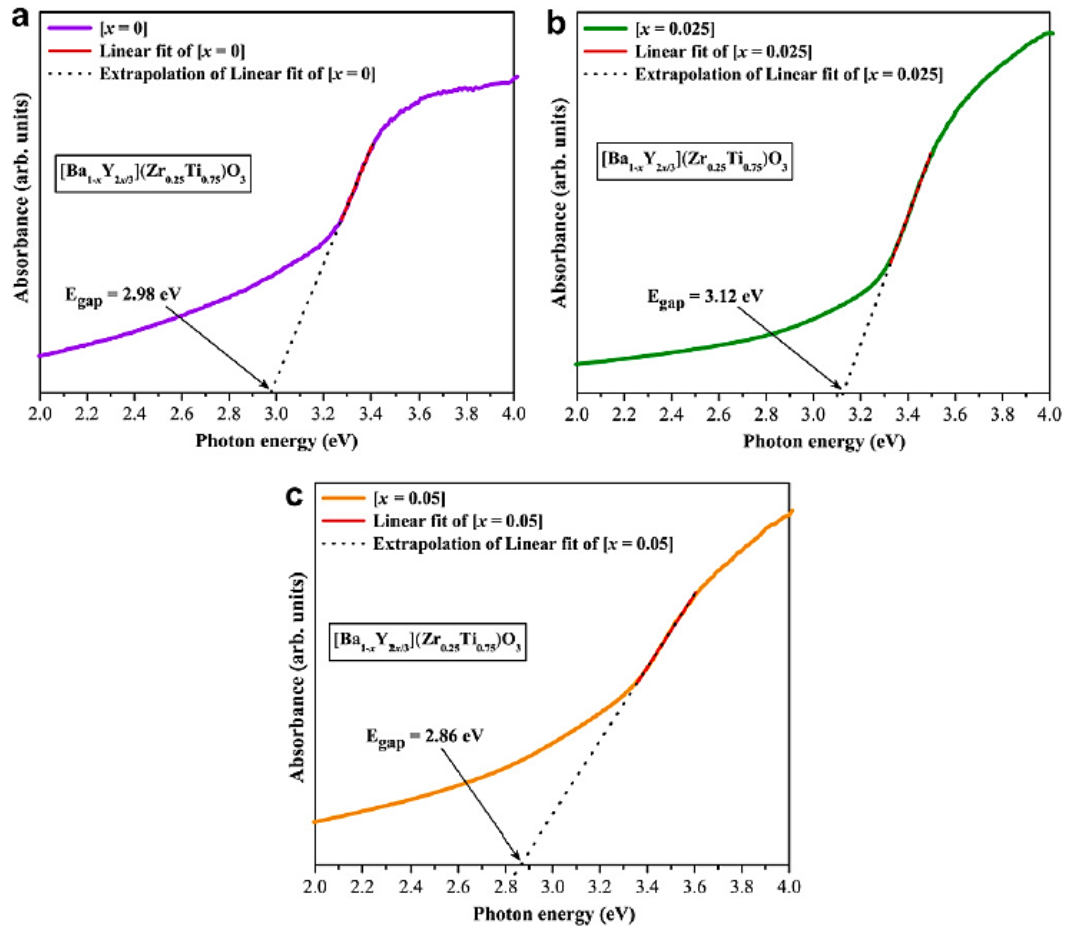 a
[x = 0]
Linear fit of [x = 0]
Extrapolation of Linear fit of [x = 0]
Absorbance (arb. units)
[Ba1-xY2x/3](Zr0.25Ti0.75)O3
Egap = 2.98 eV
2.0 2.2 2.4 2.6 2.8 3.0 3.2 3.4 3.6 3.8 4.0
Photon energy (eV)
b
[x = 0.025]
Linear fit of [x = 0.025]
Extrapolation of Linear fit of [x = 0.025]
Absorbance (arb. units)
[Ba1-xY2x/3](Zr0.25Ti0.75)O3
Egap = 3.12 eV
2.0 2.2 2.4 2.6 2.8 3.0 3.2 3.4 3.6 3.8 4.0
Photon energy (eV)
c
[x = 0.05]
Linear fit of [x = 0.05]
Extrapolation of Linear fit of [x = 0.05]
Absorbance (arb. units)
[Ba1-xY2x/3](Zr0.25Ti0.75)O3
Egap = 2.86 eV
2.0 2.2 2.4 2.6 2.8 3.0 3.2 3.4 3.6 3.8 4.0
Photon energy (eV)